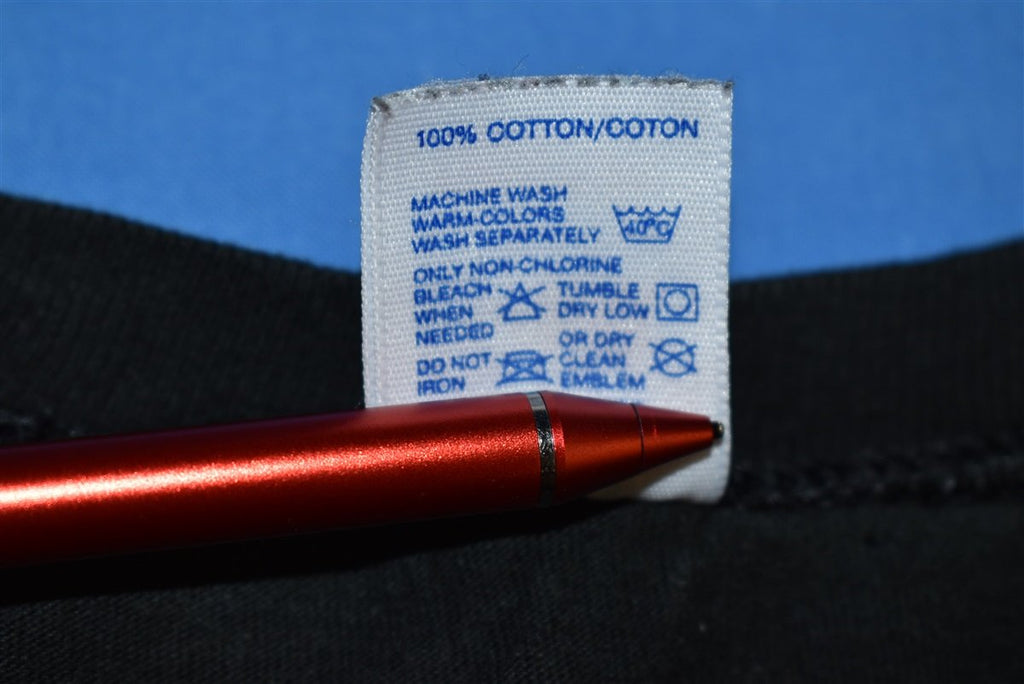 100% COTTON/COTON
MACHINE WASH
WARM-COLORS
WASH SEPARATELY
40°C
ONLY NON-CHLORINE
BLEACH
WHEN
NEEDED
TUMBLE
DRY LOW
DO NOT
IRON
OR DRY
CLEAN
EMBLEM